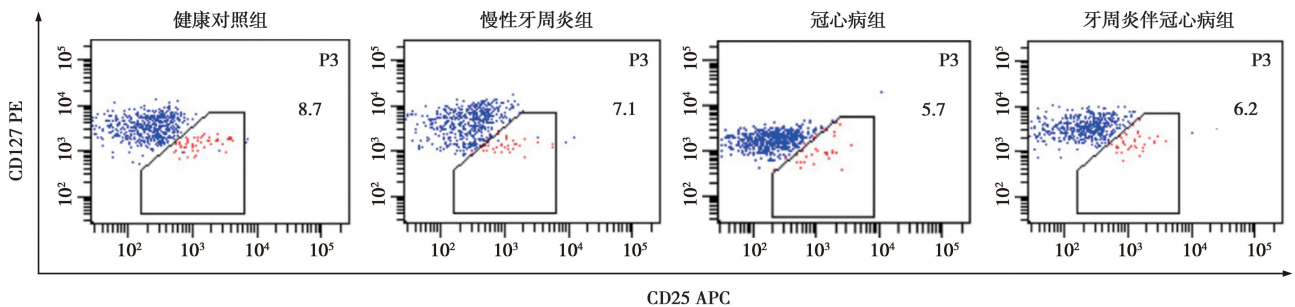 健康对照组 慢性牙周炎组 冠心病组 牙周炎伴冠心病组
P3 P3 P3 P3
8.7 7.1 5.7 6.2
CD127 PE
10⁵ 10⁵ 10⁵ 10⁵
10⁴ 10⁴ 10⁴ 10⁴
10³ 10³ 10³ 10³
10² 10² 10² 10²
10² 10³ 10⁴ 10⁵ 10² 10³ 10⁴ 10⁵ 10² 10³ 10⁴ 10⁵ 10² 10³ 10⁴ 10⁵
CD25 APC